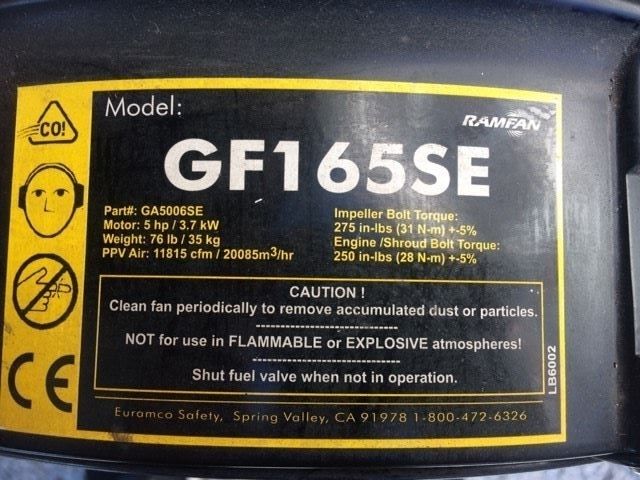 CO!
Model:
RAMFAN
GF165SE
Part#: GA5006SE
Motor: 5 hp / 3.7 kW
Weight: 76 lb / 35 kg
PPV Air: 11815 cfm / 20085m³/hr
Impeller Bolt Torque:
275 in-lbs (31 N-m) +-5%
Engine /Shroud Bolt Torque:
250 in-lbs (28 N-m) +-5%
CAUTION !
Clean fan periodically to remove accumulated dust or particles.
NOT for use in FLAMMABLE or EXPLOSIVE atmospheres!
Shut fuel valve when not in operation.
LB6002
CE
Euramco Safety, Spring Valley, CA 91978 1-800-472-6326